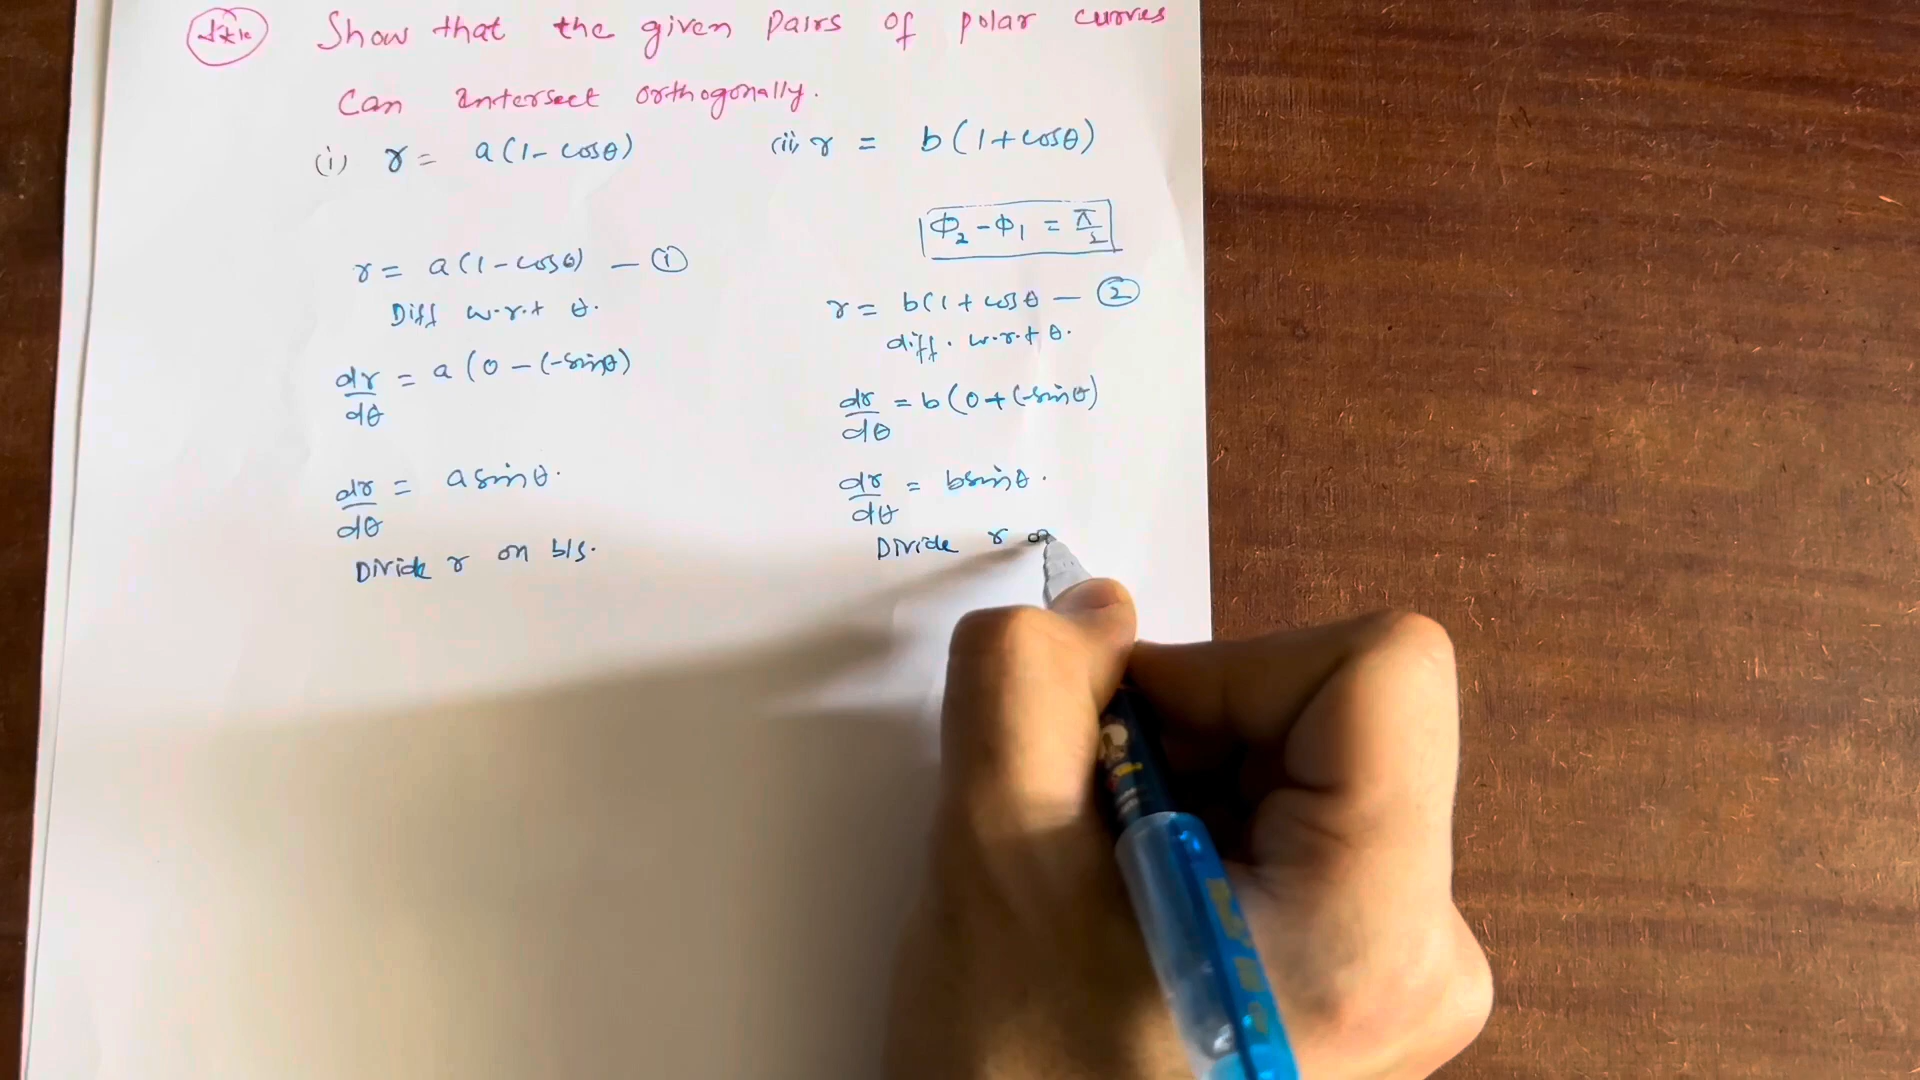 Show that the given Pairs of polar curves
Can intersect orthogonally.
(i) r = a(1- cosθ) (ii) r = b(1+cosθ)
Φ₂-Φ₁ = π/2
r = a(1-cosθ) — ①
Diff w.r.t θ.
dr/dθ = a(0-(-sinθ)
dr/dθ = asinθ.
Divide r on b/s.
r = b(1+cosθ — ②
diff. w.r.t θ.
dr/dθ = b(0+(-sinθ)
dr/dθ = bsinθ.
Divide r